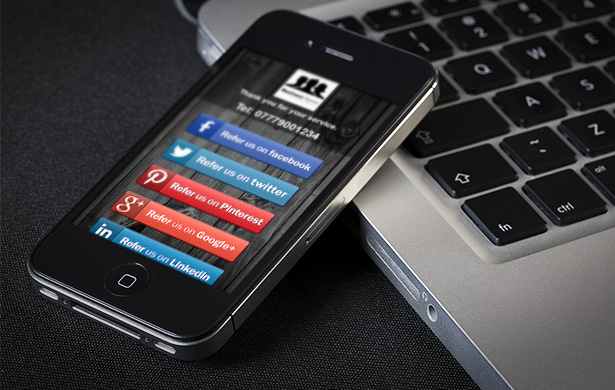 Thank you for your service.
Tel: 07779001234
f Refer us on facebook
Refer us on twitter
Refer us on Pinterest
g+ Refer us on Google+
in Refer us on Linkedin
Q
A
Z
fn
ctrl